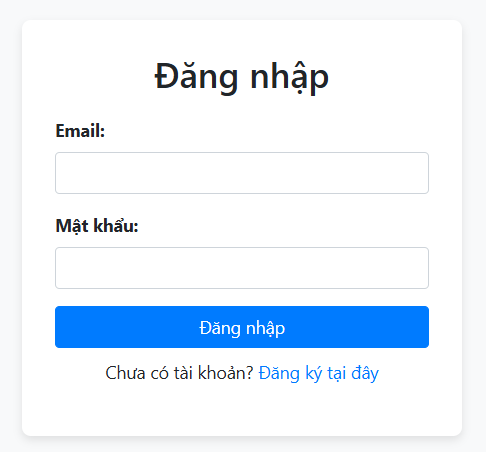 Đăng nhập
Email:
Mật khẩu:
Đăng nhập
Chưa có tài khoản? Đăng ký tại đây